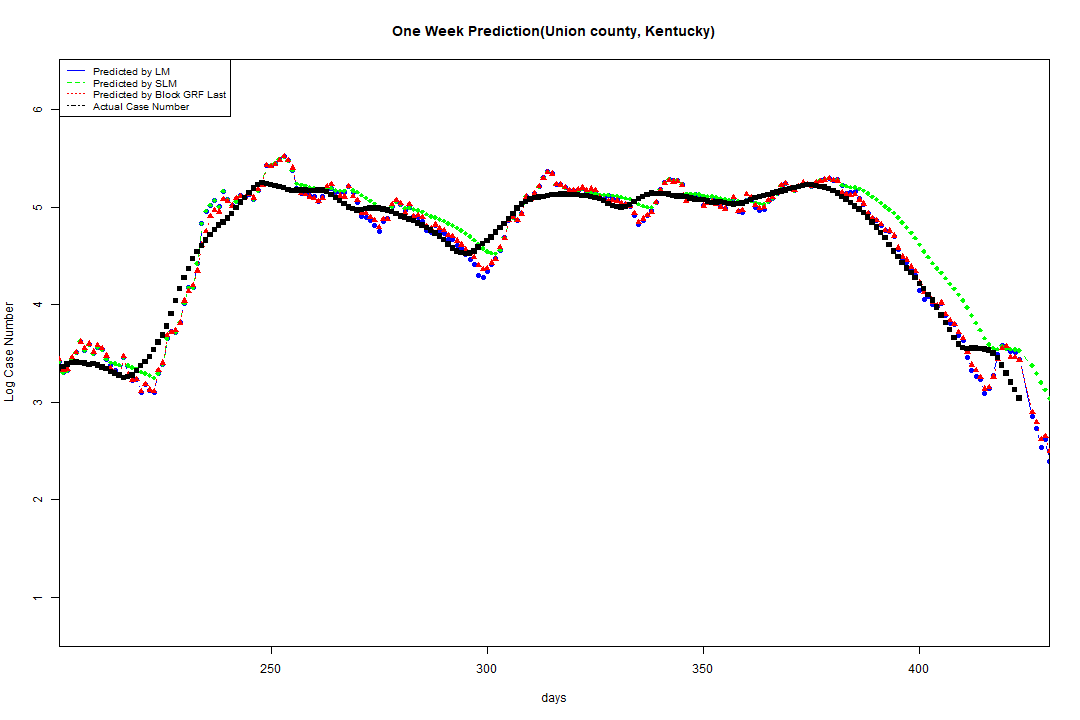 One Week Prediction(Union county, Kentucky)
Predicted by LM
Predicted by SLM
Predicted by Block GRF Last
Actual Case Number
6
5
4
3
2
1
Log Case Number
250
300
350
400
days